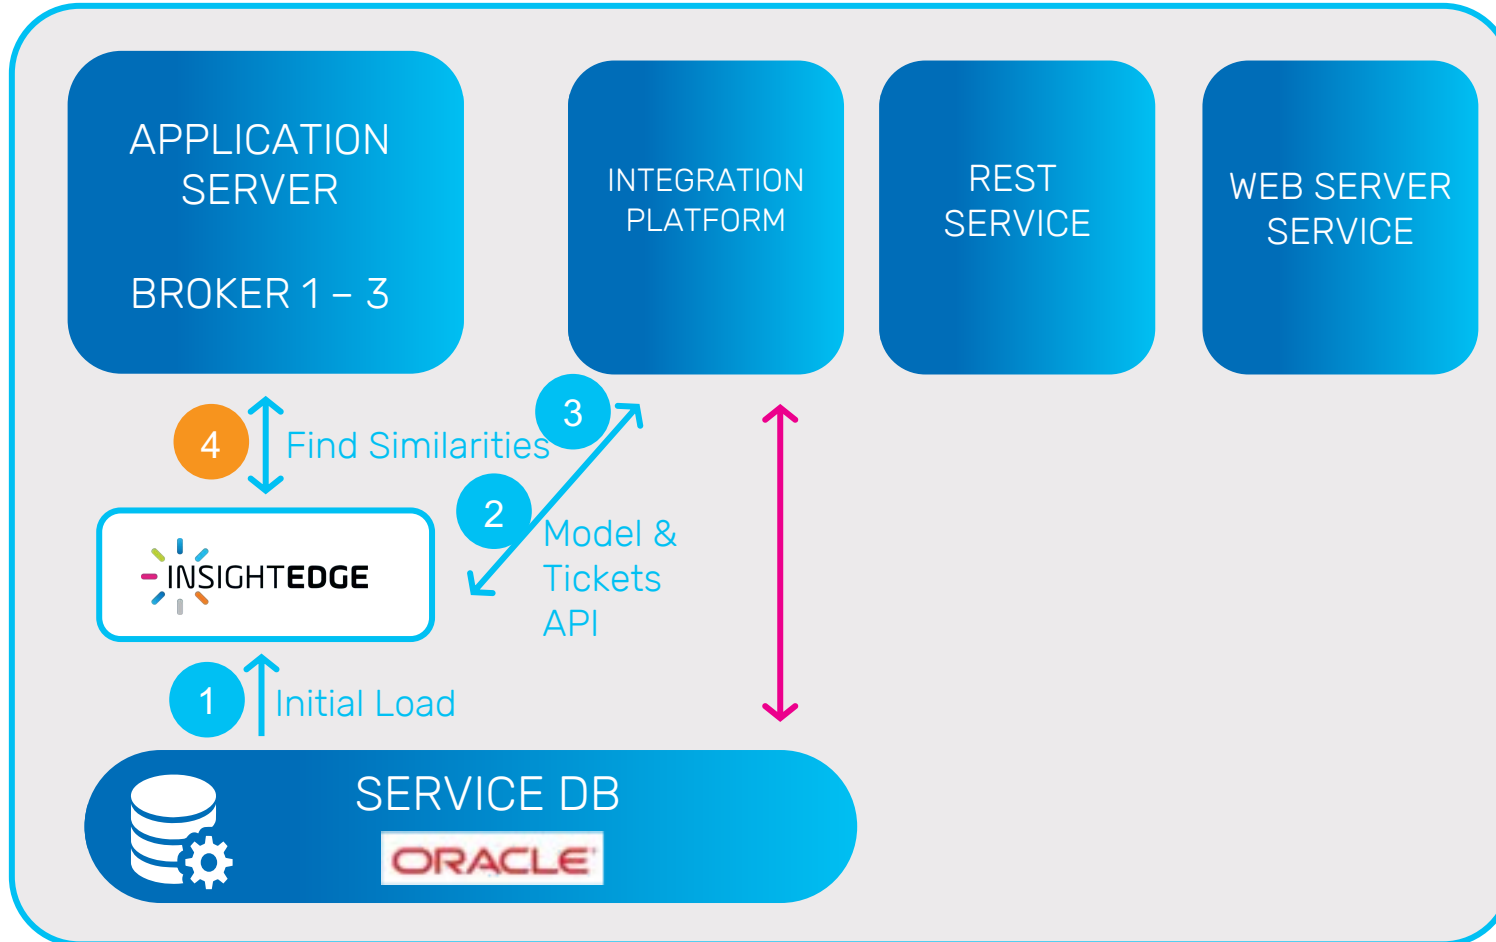 APPLICATION
SERVER
BROKER 1 – 3
INTEGRATION
PLATFORM
REST
SERVICE
WEB SERVER
SERVICE
4
Find Similarities
3
2
Model &
Tickets
API
INSIGHTEDGE
1
Initial Load
SERVICE DB
ORACLE